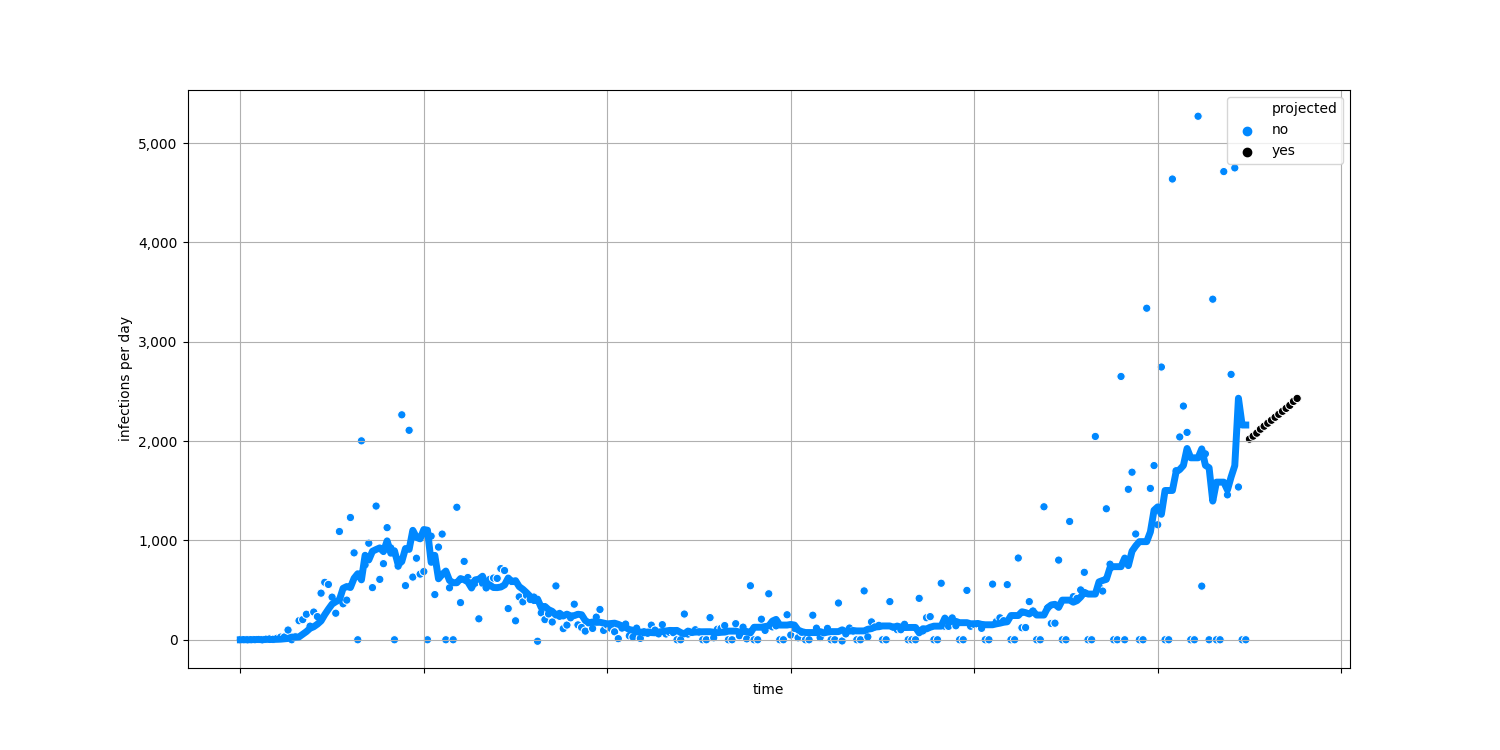 projected
no
yes
5,000
4,000
3,000
2,000
1,000
0
infections per day
time